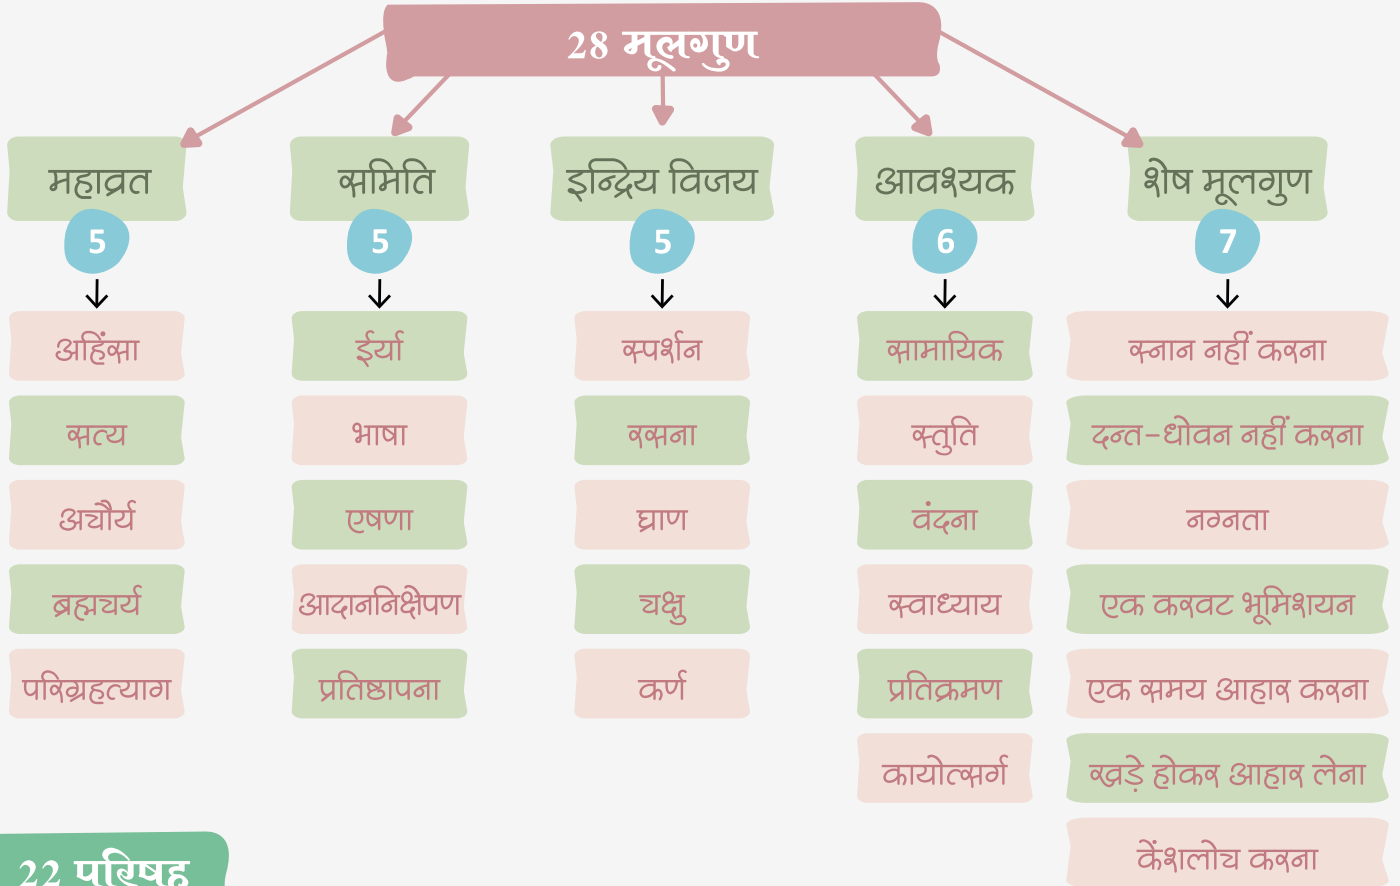 28 मूलगुण
महाव्रत
5
अहिंसा
सत्य
अचौर्य
ब्रह्मचर्य
परिग्रहत्याग
समिति
5
ईर्या
भाषा
एषणा
आदाननिक्षेपण
प्रतिष्ठापना
इन्द्रिय विजय
5
स्पर्शन
रसना
घ्राण
चक्षु
कर्ण
आवश्यक
6
सामायिक
स्तुति
वंदना
स्वाध्याय
प्रतिक्रमण
कायोत्सर्ग
शेष मूलगुण
7
स्नान नहीं करना
दन्त-धोवन नहीं करना
नग्नता
एक करवट भूमिशयन
एक समय आहार करना
खड़े होकर आहार लेना
केंशलोच करना
22 परिषह